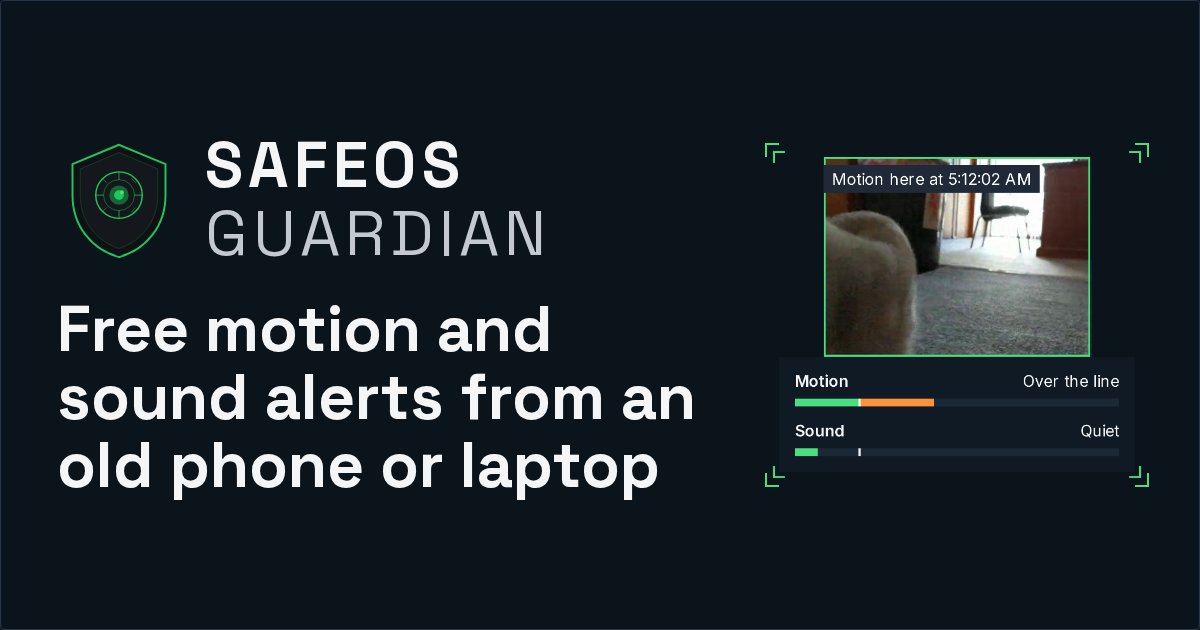 SAFEOS
GUARDIAN
Free motion and
sound alerts from an
old phone or laptop
Motion here at 5:12:02 AM
Motion Over the line
Sound Quiet